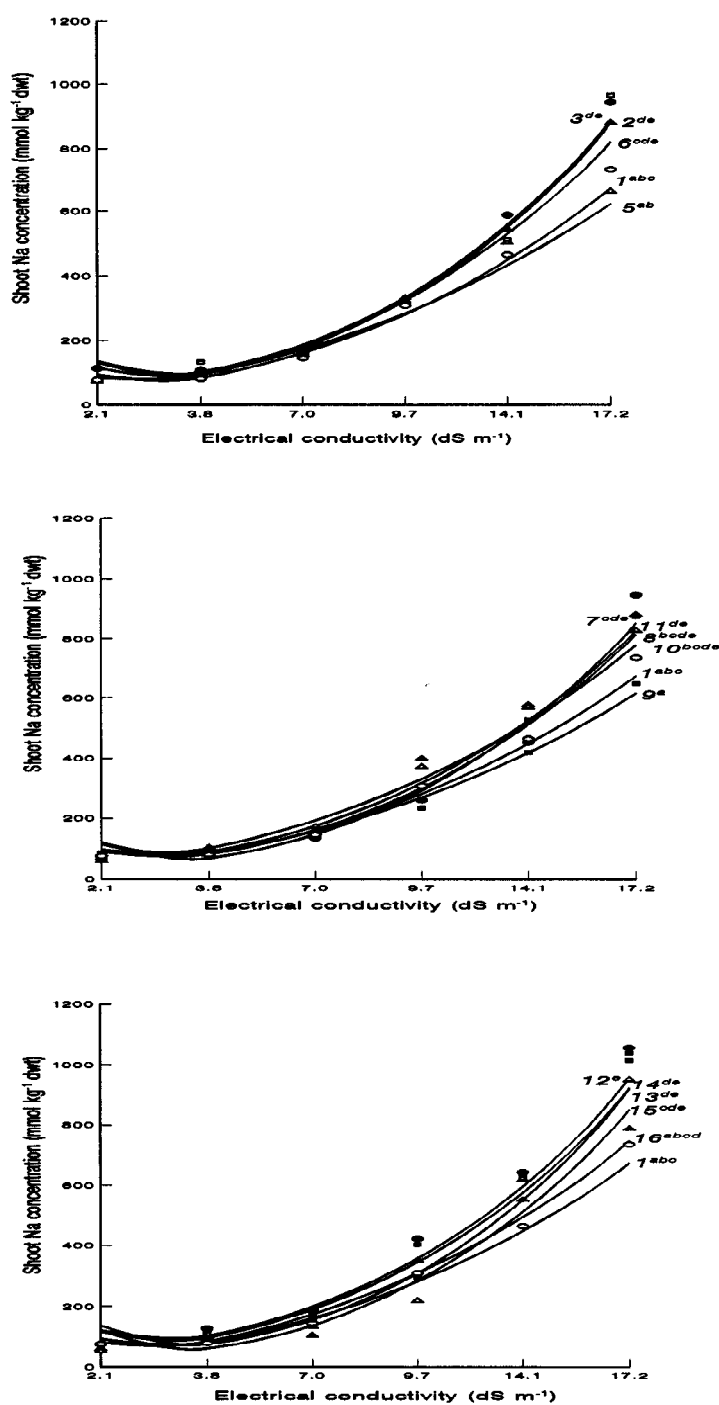 1200
1000
800
600
400
200
0
Shoot Na concentration (mmol kg-1 dwt)
3de
2de
6cde
1abc
5ab
2.1 3.8 7.0 9.7 14.1 17.2
Electrical conductivity (dS m-1)
1200
1000
800
600
400
200
0
Shoot Na concentration (mmol kg-1 dwt)
7cde
11de
8bcde
10bcde
1abc
9a
2.1 3.8 7.0 9.7 14.1 17.2
Electrical conductivity (dS m-1)
1200
1000
800
600
400
200
0
Shoot Na concentration (mmol kg-1 dwt)
12e
14de
13de
15cde
16abcd
1abc
2.1 3.8 7.0 9.7 14.1 17.2
Electrical conductivity (dS m-1)